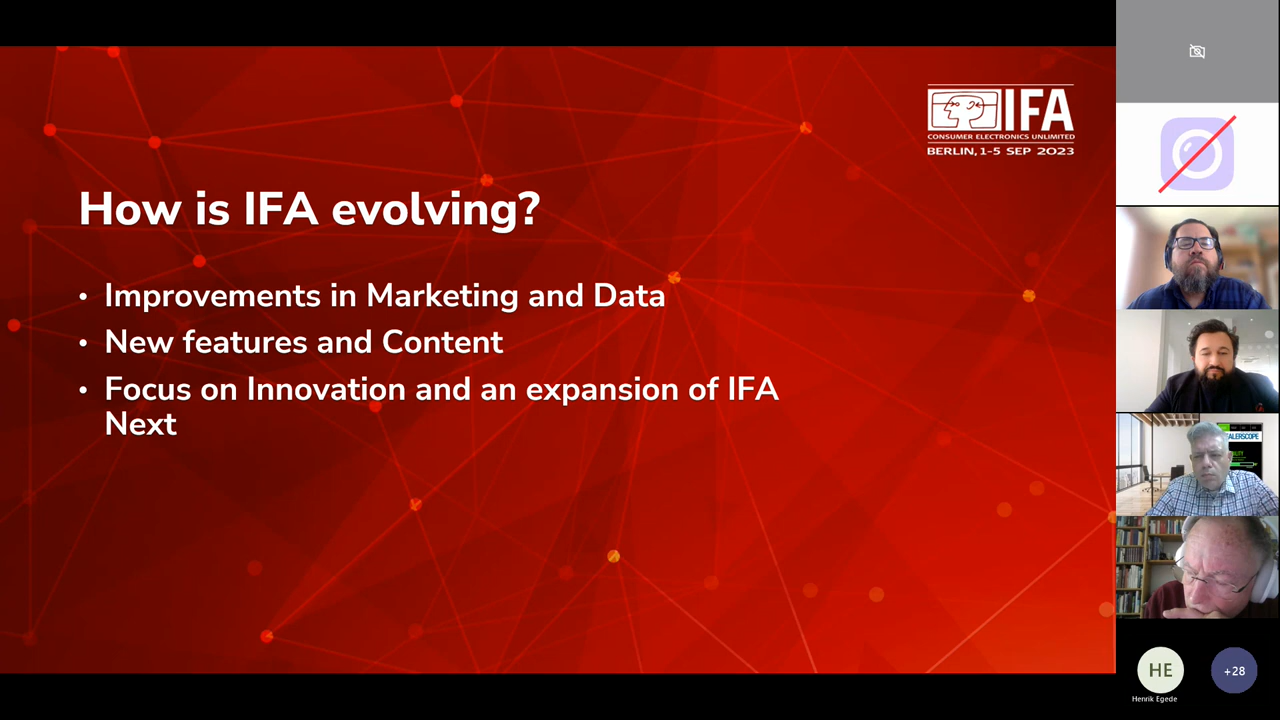 IFA
CONSUMER ELECTRONICS UNLIMITED
BERLIN, 1-5 SEP 2023
How is IFA evolving?
• Improvements in Marketing and Data
• New features and Content
• Focus on Innovation and an expansion of IFA
Next
ALERSCOPE
HE
+28
Henrik Egede